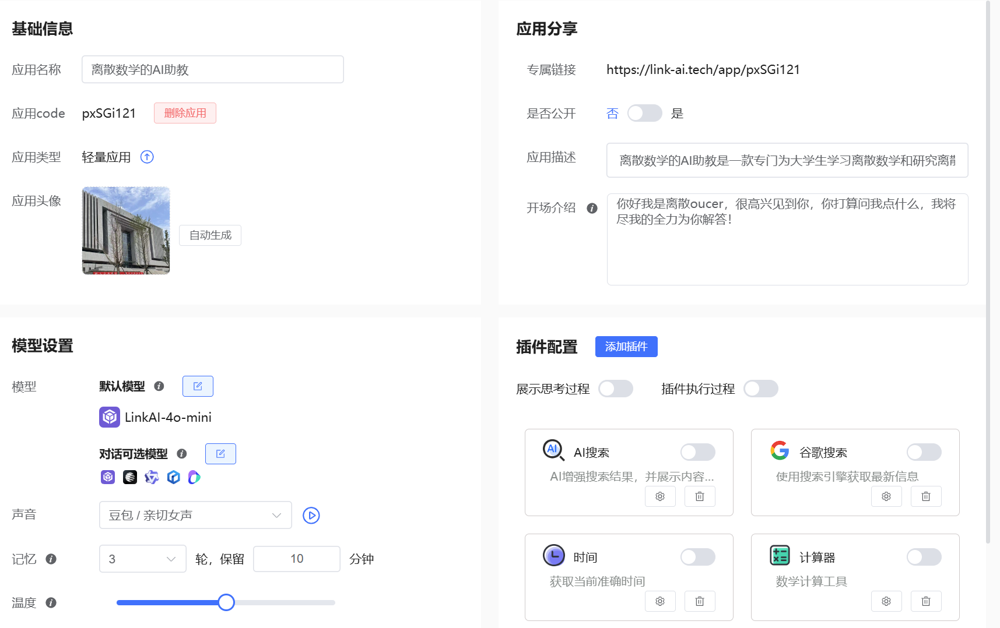 基础信息
应用名称
离散数学的AI助教
应用code
pxSGi121
删除应用
应用类型
轻量应用
应用头像
自动生成
应用分享
专属链接
https://link-ai.tech/app/pxSGi121
是否公开
否
是
应用描述
离散数学的AI助教是一款专门为大学生学习离散数学和研究离
开场介绍
你好我是离散oucer，很高兴见到你，你打算问我点什么，我将
尽我的全力为你解答！
模型设置
模型
默认模型
LinkAI-4o-mini
对话可选模型
声音
豆包 / 亲切女声
记忆
3
轮，保留
10
分钟
温度
插件配置
添加插件
展示思考过程
插件执行过程
AI搜索
AI增强搜索结果，并展示内容...
谷歌搜索
使用搜索引擎获取最新信息
时间
获取当前准确时间
计算器
数学计算工具